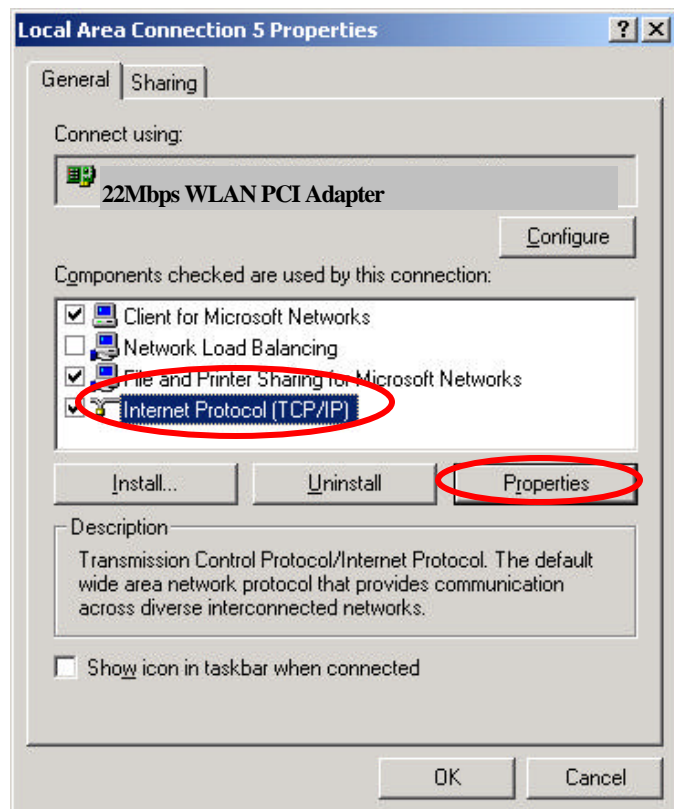 Local Area Connection 5 Properties
General
Sharing
Connect using:
22Mbps WLAN PCI Adapter
Configure
Components checked are used by this connection:
Client for Microsoft Networks
Network Load Balancing
File and Printer Sharing for Microsoft Networks
Internet Protocol (TCP/IP)
Install...
Uninstall
Properties
Description
Transmission Control Protocol/Internet Protocol. The default
wide area network protocol that provides communication
across diverse interconnected networks.
Show icon in taskbar when connected
OK
Cancel